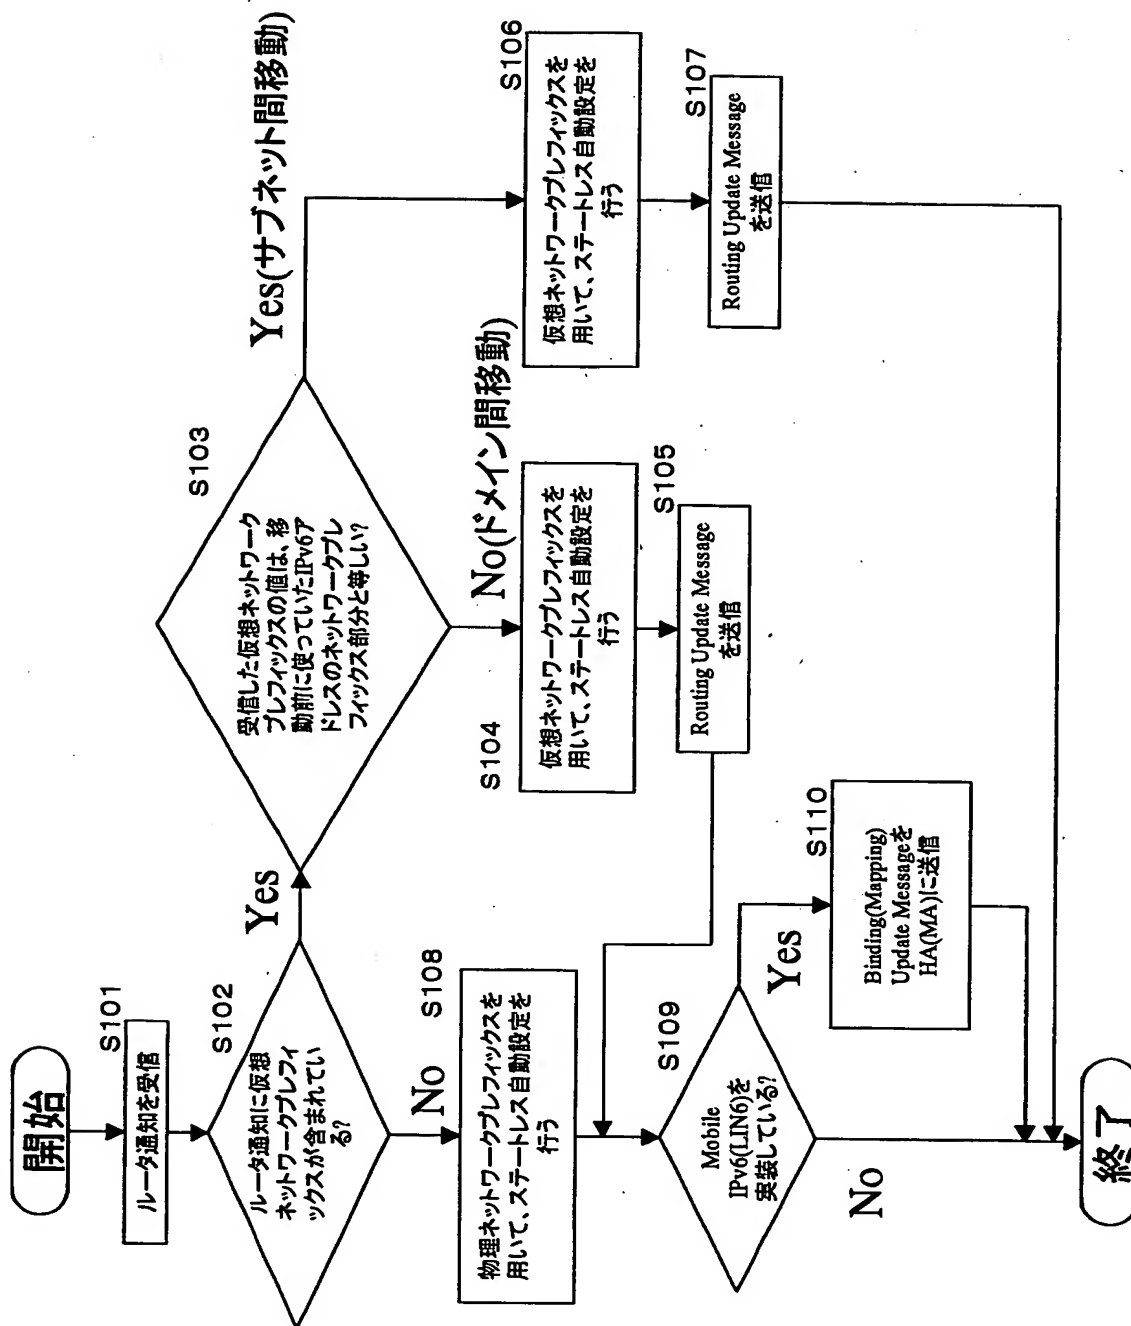 開始
S101
ルータ通知を受信
S102
ルータ通知に仮想
ネットワークプレフィ
ックスが含まれてい
る?
Yes
No
S103
受信した仮想ネットワーク
プレフィックスの値は、移
動前に使っていたIPv6ア
ドレスのネットワークプレ
フィックス部分と等しい?
Yes(サブネット間移動)
No(ドメイン間移動)
S104
仮想ネットワークプレフィックスを
用いて、ステートレス自動設定を
行う
S105
Routing Update Message
を送信
S106
仮想ネットワークプレフィックスを
用いて、ステートレス自動設定を
行う
S107
Routing Update Message
を送信
S108
物理ネットワークプレフィックスを
用いて、ステートレス自動設定を
行う
S109
Mobile
IPv6(LIN6)を
実装している?
Yes
No
S110
Binding(Mapping)
Update Messageを
HA(MA)に送信
終了